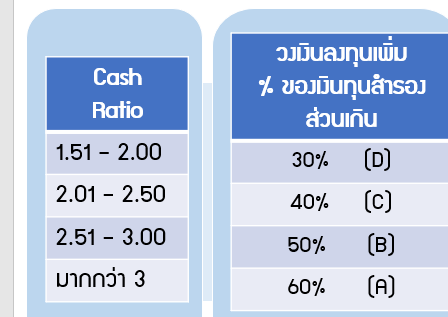 Cash
Ratio
1.51 - 2.00
2.01 - 2.50
2.51 - 3.00
มากกว่า 3
วงเงินลงทุนเพิ่ม
% ของเงินทุนสำรอง
ส่วนเกิน
30% (D)
40% (C)
50% (B)
60% (A)